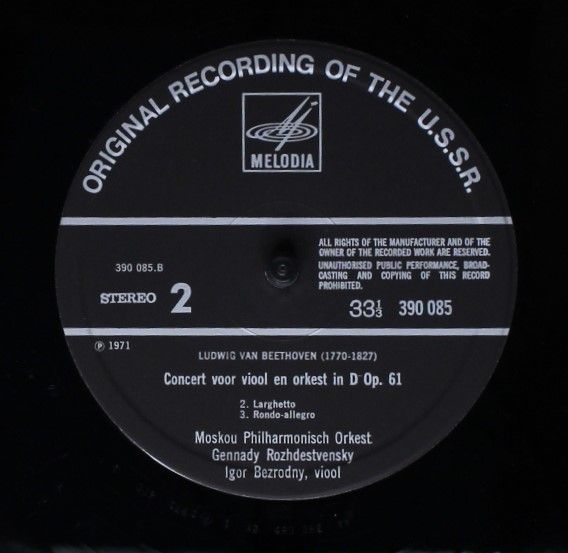 ORIGINAL RECORDING OF THE U.S.S.R.
MELODIA
390 085.B
STEREO 2
ALL RIGHTS OF THE MANUFACTURER AND OF THE
OWNER OF THE RECORDED WORK ARE RESERVED.
UNAUTHORISED PUBLIC PERFORMANCE, BROAD-
CASTING AND COPYING OF THIS RECORD
PROHIBITED.
33⅓ 390 085
℗ 1971
LUDWIG VAN BEETHOVEN (1770-1827)
Concert voor viool en orkest in D Op. 61
2. Larghetto
3. Rondo-allegro
Moskou Philharmonisch Orkest
Gennady Rozhdestvensky
Igor Bezrodny, viool